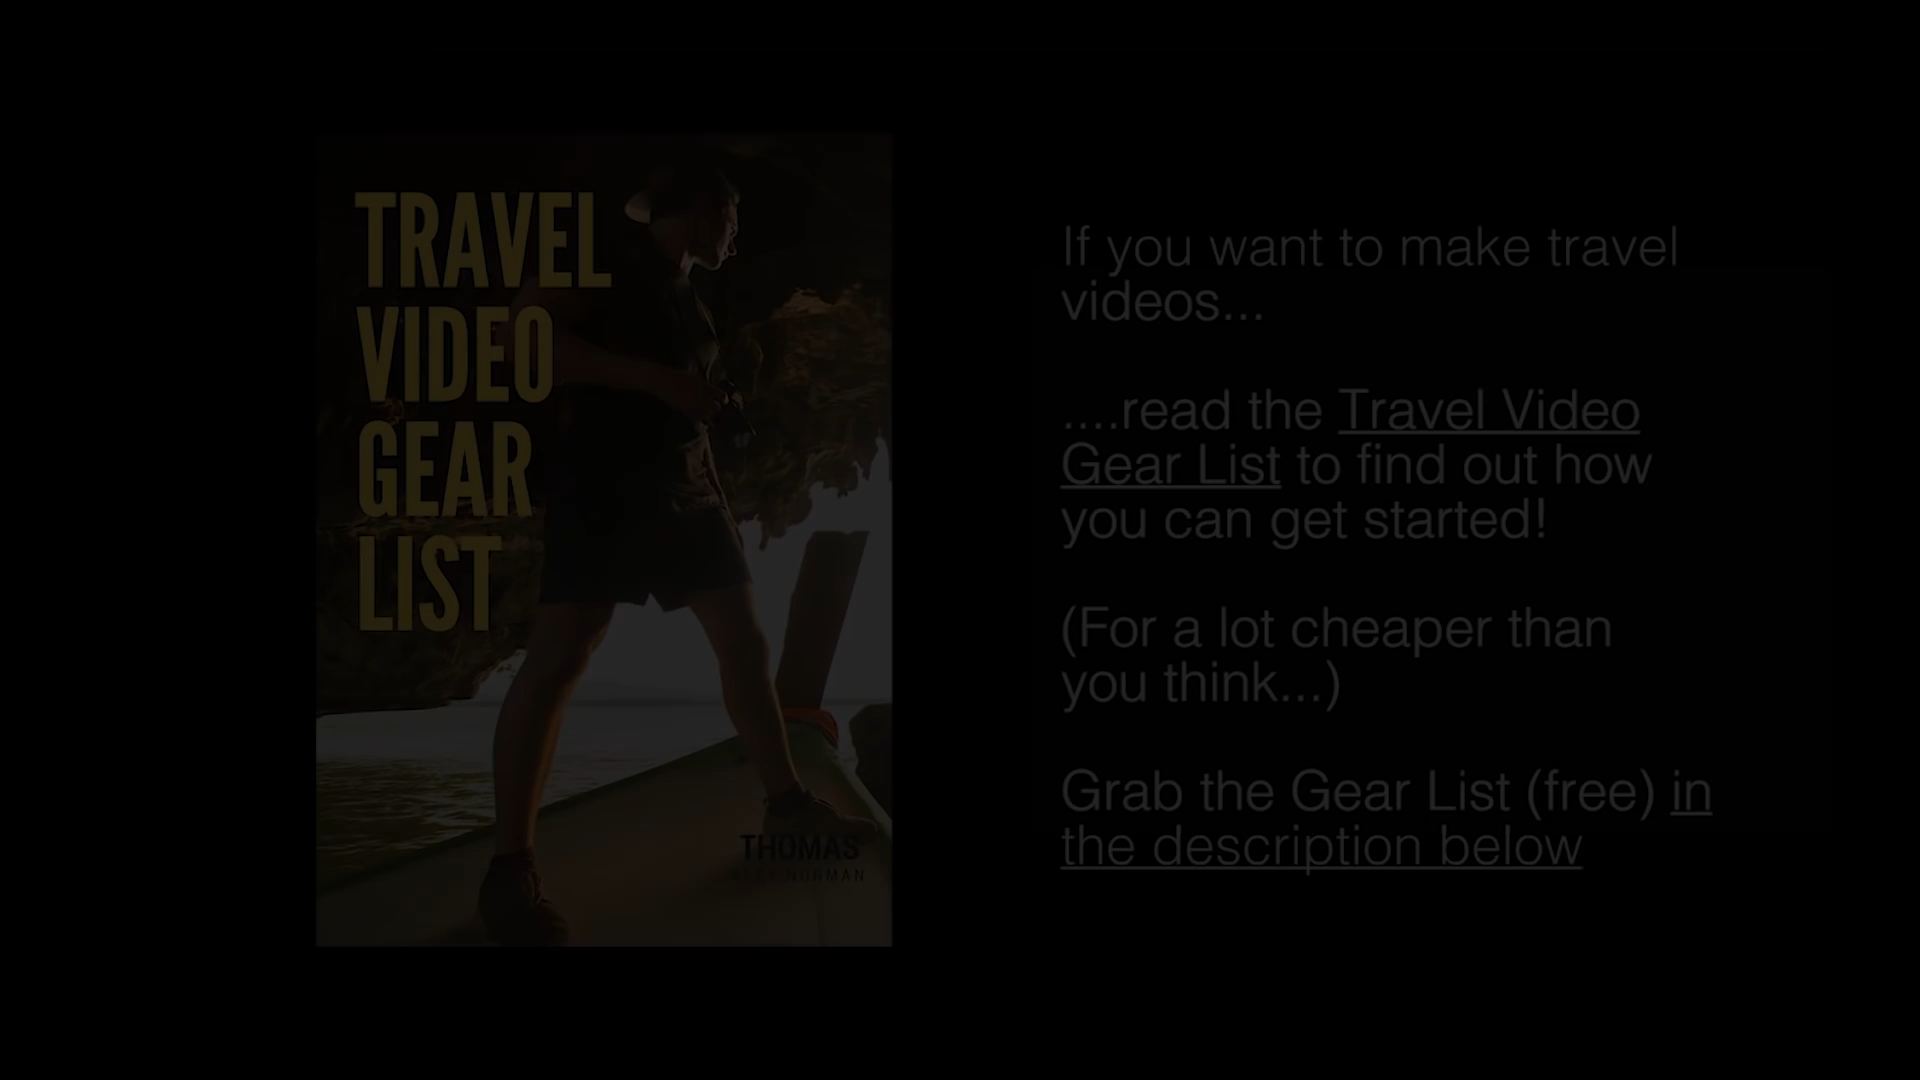 TRAVEL
VIDEO
GEAR
LIST
THOMAS
NORMAN
If you want to make travel
videos...
....read the Travel Video
Gear List to find out how
you can get started!
(For a lot cheaper than
you think...)
Grab the Gear List (free) in
the description below